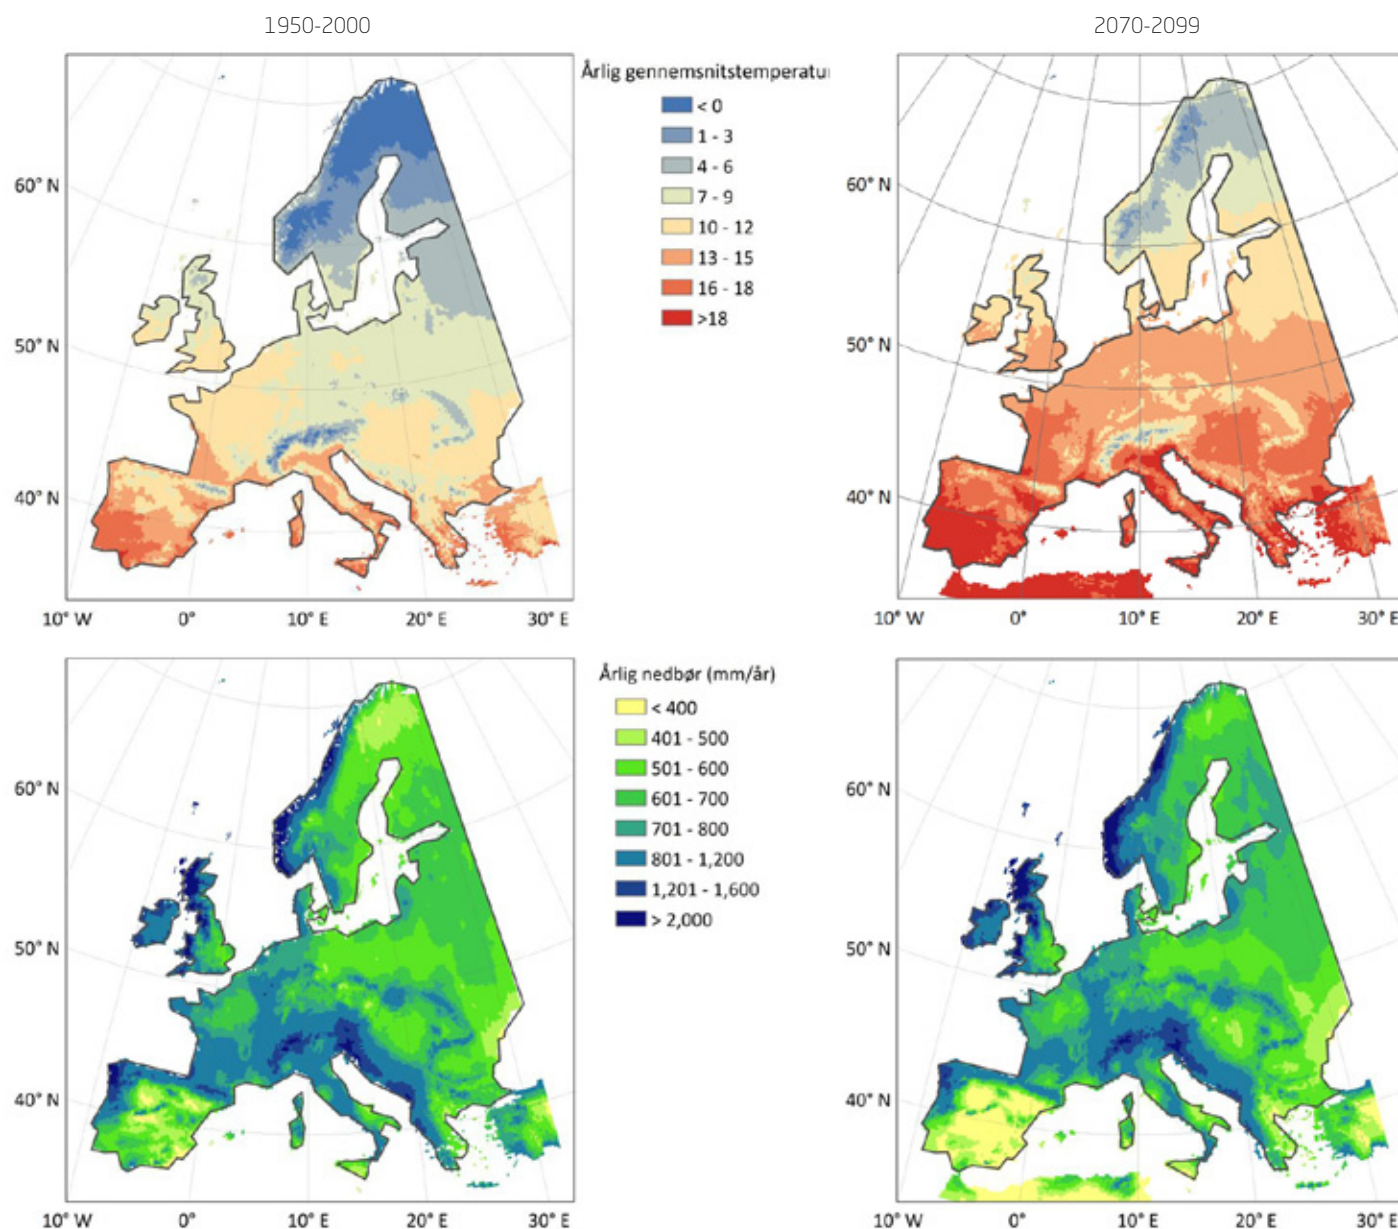 1950-2000
2070-2099
Årlig gennemsnitstemperatur
< 0
1 - 3
4 - 6
7 - 9
10 - 12
13 - 15
16 - 18
>18
60° N
50° N
40° N
10° W
0°
10° E
20° E
30° E
60° N
50° N
40° N
10° W
0°
10° E
20° E
30° E
Årlig nedbør (mm/år)
< 400
401 - 500
501 - 600
601 - 700
701 - 800
801 - 1,200
1,201 - 1,600
> 2,000
60° N
50° N
40° N
10° W
0°
10° E
20° E
30° E
60° N
50° N
40° N
10° W
0°
10° E
20° E
30° E